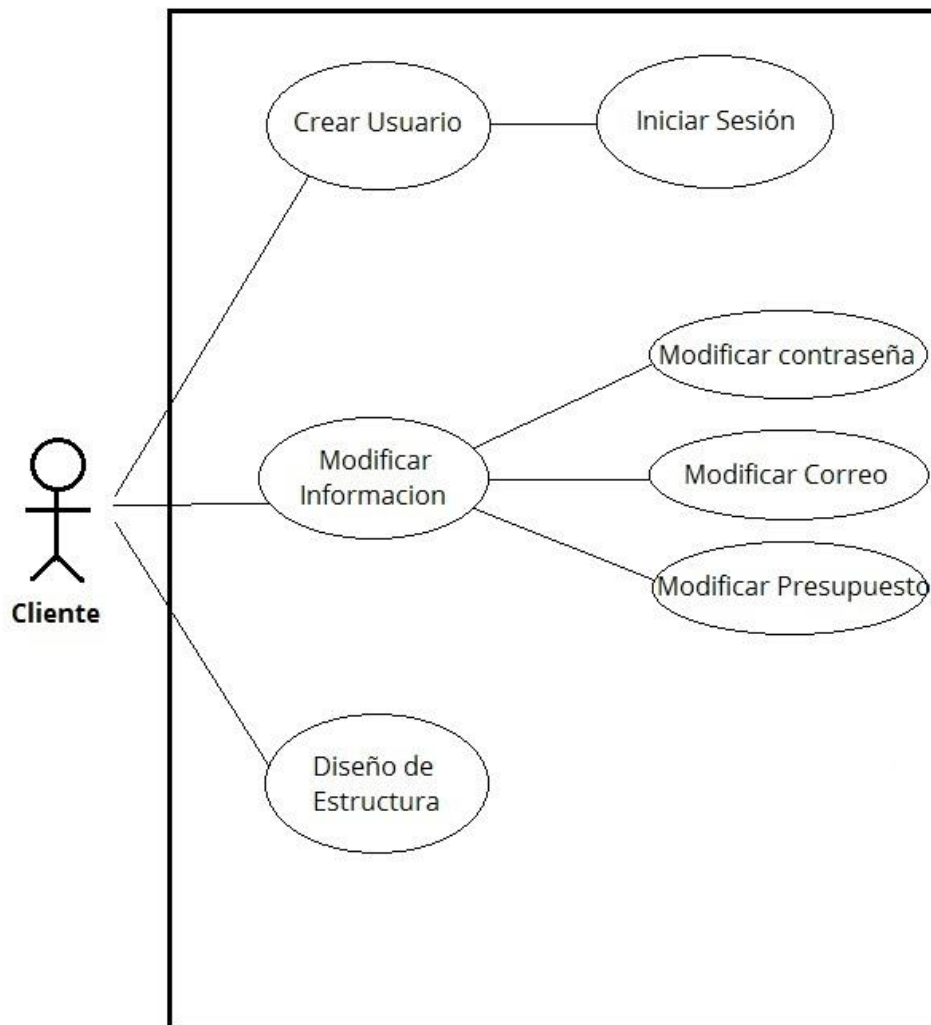 Crear Usuario
Iniciar Sesión
Modificar contraseña
Modificar
Informacion
Modificar Correo
Modificar Presupuesto
Cliente
Diseño de
Estructura